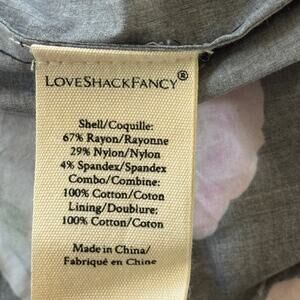 LoveShackFancy®
Shell/Coquille:
67% Rayon/Rayonne
29% Nylon/Nylon
4% Spandex/Spandex
Combo/Combine:
100% Cotton/Coton
Lining/Doublure:
100% Cotton/Coton
Made in China/
Fabriqué en Chine